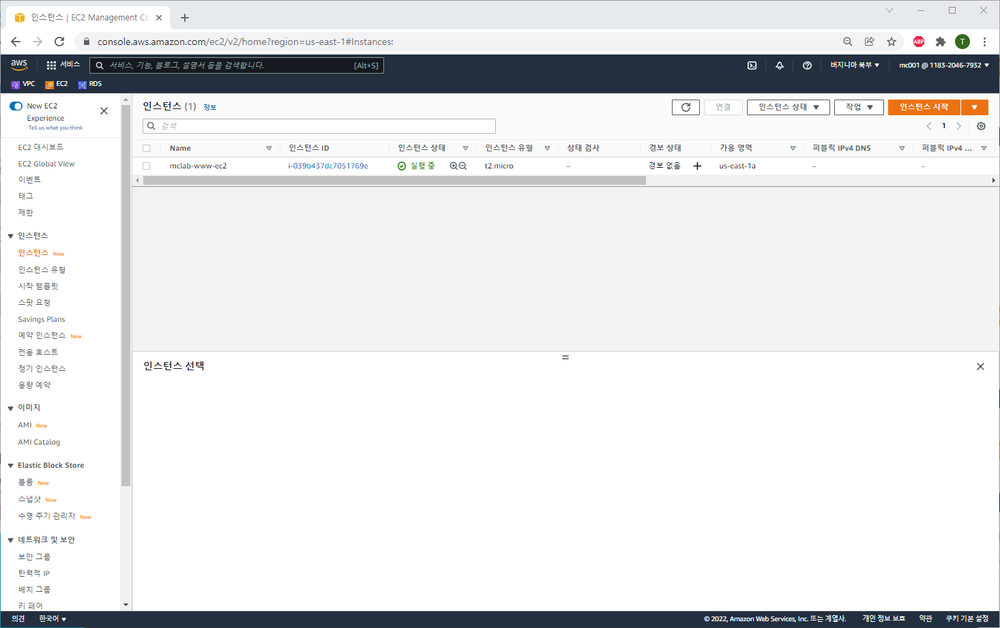 인스턴스 | EC2 Management Co
console.aws.amazon.com/ec2/v2/home?region=us-east-1#Instances:
ABP
T
aws
서비스
서비스, 기능, 블로그, 설명서 등을 검색합니다.
[Alt+S]
버지니아 북부
mc001 @ 1183-2046-7932
VPC
EC2
RDS
New EC2
Experience
Tell us what you think
EC2 대시보드
EC2 Global View
이벤트
태그
제한
인스턴스
인스턴스 New
인스턴스 유형
시작 템플릿
스팟 요청
Savings Plans
예약 인스턴스 New
전용 호스트
정기 인스턴스
용량 예약
이미지
AMI New
AMI Catalog
Elastic Block Store
볼륨 New
스냅샷 New
수명 주기 관리자 New
네트워크 및 보안
보안 그룹
탄력적 IP
배치 그룹
키 페어
인스턴스 (1) 정보
연결
인스턴스 상태
작업
인스턴스 시작
검색
1
Name 인스턴스 ID 인스턴스 상태 인스턴스 유형 상태 검사 경보 상태 가용 영역 퍼블릭 IPv4 DNS 퍼블릭 IPv4 ...
mclab-www-ec2 i-039b437dc7051769e 실행 중 t2.micro – 경보 없음 + us-east-1a – –
인스턴스 선택
의견 한국어 © 2022, Amazon Web Services, Inc. 또는 계열사. 개인 정보 보호 약관 쿠키 기본 설정